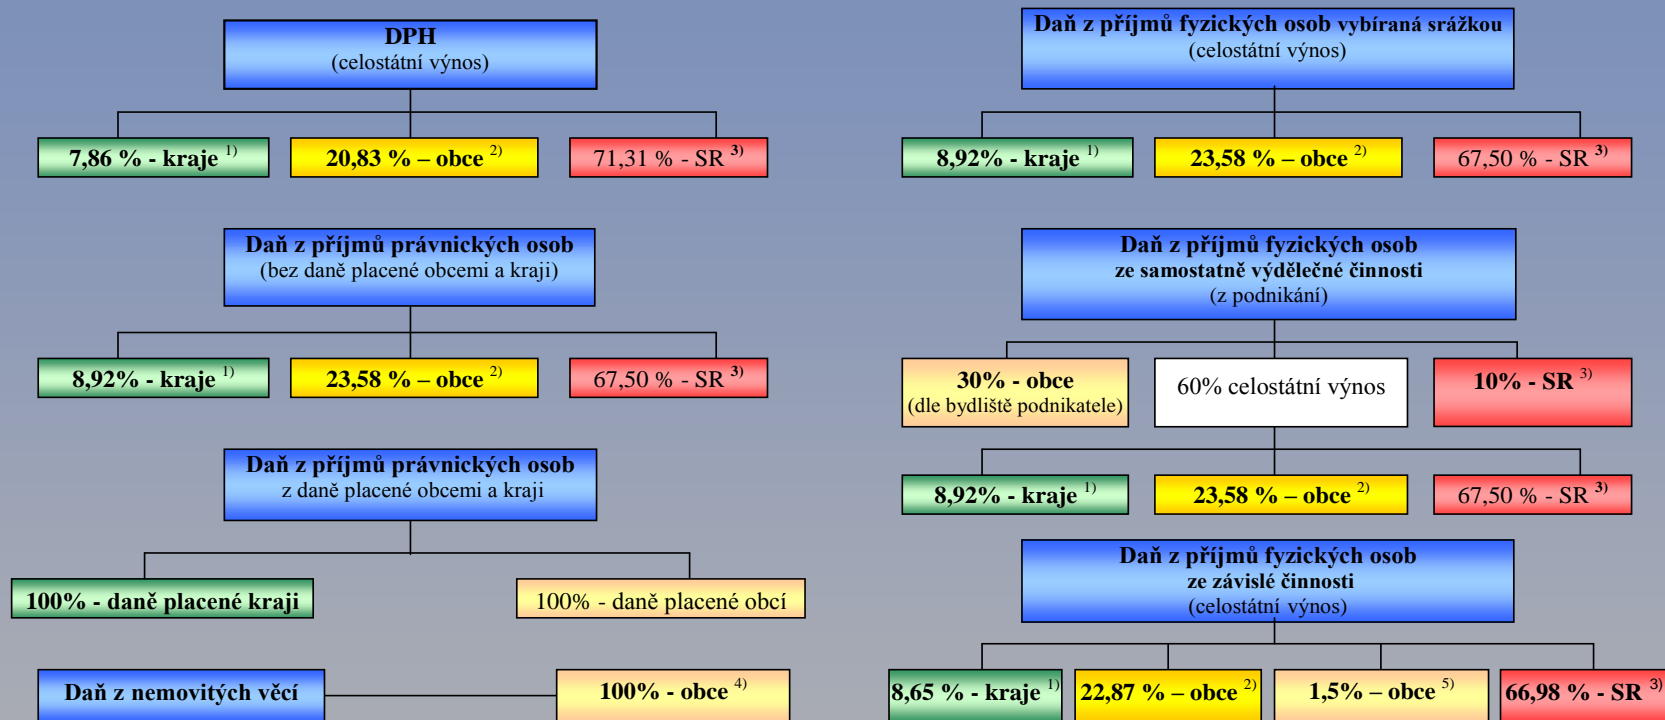 DPH
(celostátní výnos)
7,86 % - kraje 1)
20,83 % – obce 2)
71,31 % - SR 3)
Daň z příjmů právnických osob
(bez daně placené obcemi a kraji)
8,92% - kraje 1)
23,58 % – obce 2)
67,50 % - SR 3)
Daň z příjmů právnických osob
z daně placené obcemi a kraji
100% - daně placené kraji
100% - daně placené obcí
Daň z nemovitých věcí
100% - obce 4)
Daň z příjmů fyzických osob vybíraná srážkou
(celostátní výnos)
8,92% - kraje 1)
23,58 % – obce 2)
67,50 % - SR 3)
Daň z příjmů fyzických osob
ze samostatně výdělečné činnosti
(z podnikání)
30% - obce
(dle bydliště podnikatele)
60% celostátní výnos
10% - SR 3)
8,92% - kraje 1)
23,58 % – obce 2)
67,50 % - SR 3)
Daň z příjmů fyzických osob
ze závislé činnosti
(celostátní výnos)
8,65 % - kraje 1)
22,87 % – obce 2)
1,5% – obce 5)
66,98 % - SR 3)